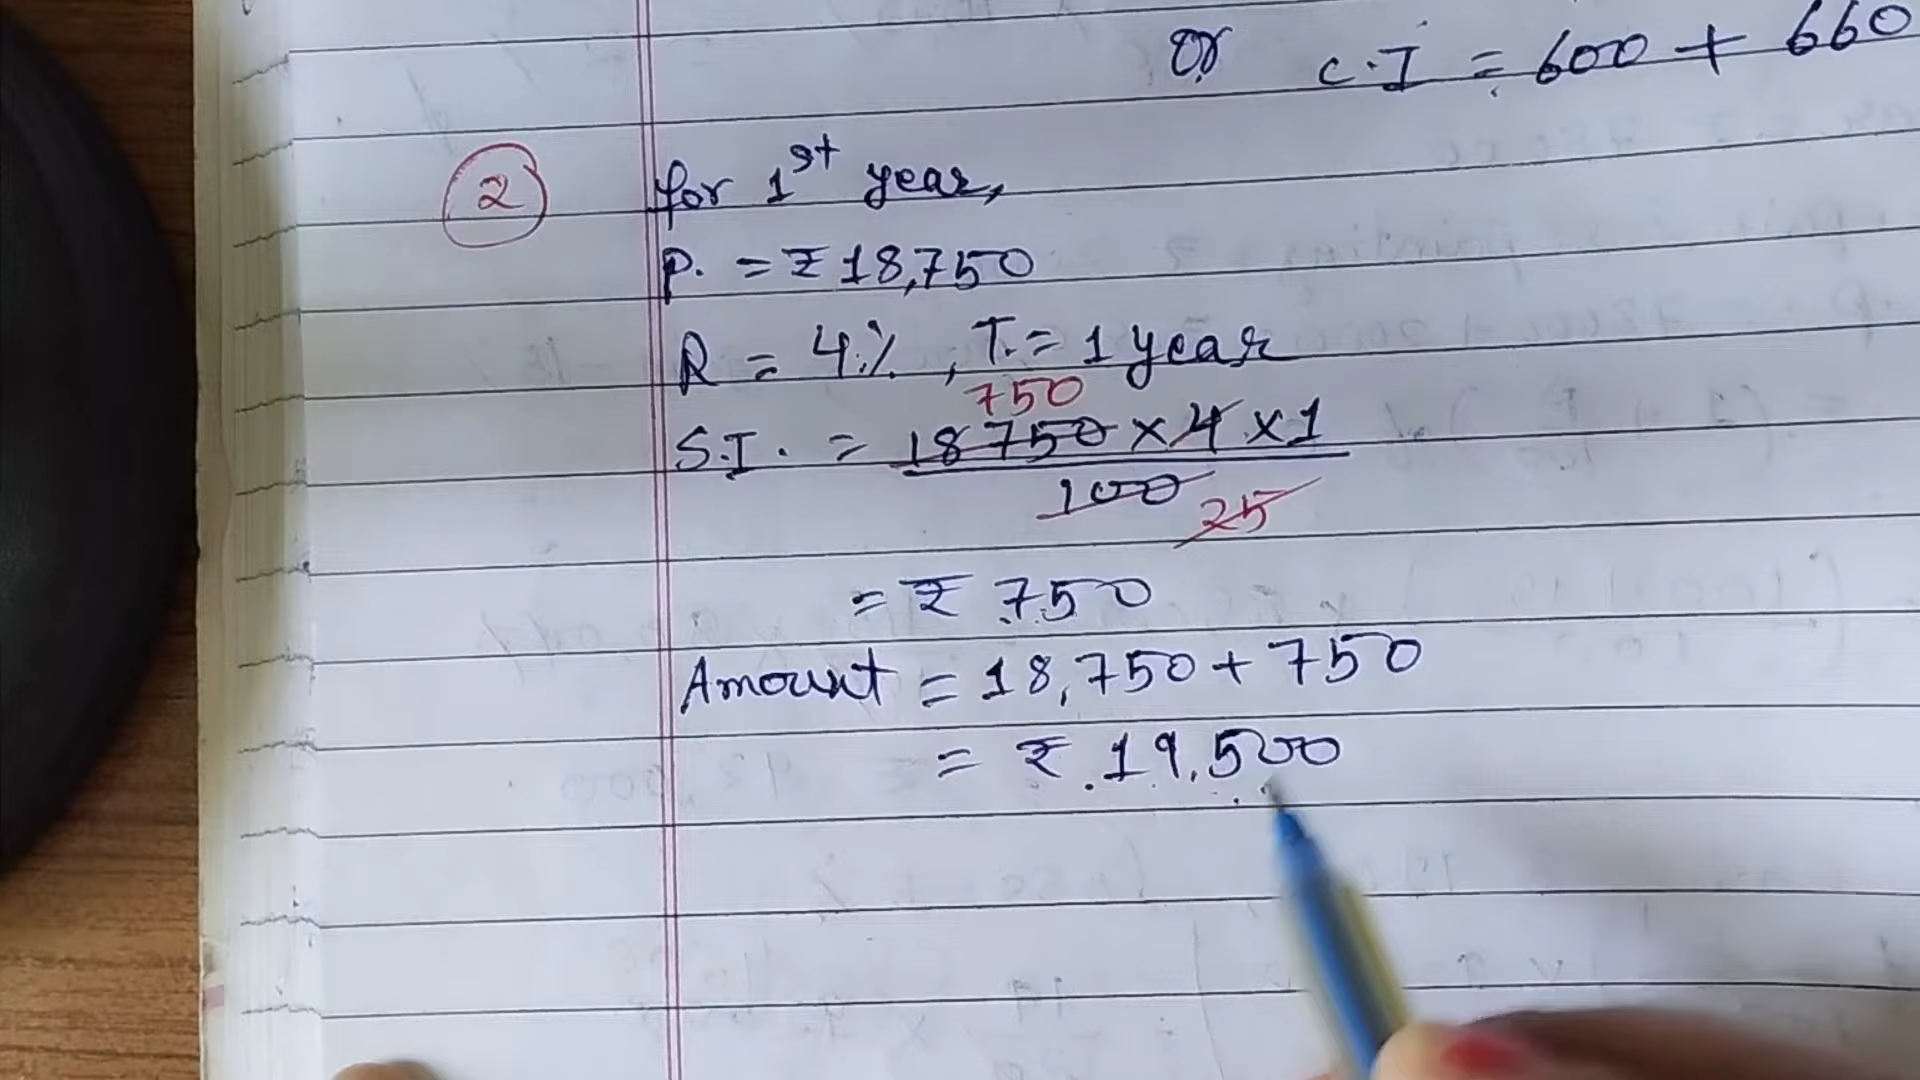 or C.I = 600 + 660
2 for 1st year,
P. = ₹ 18,750
R = 4% , T. = 1 year
750
S.I. = 18750 × 4 × 1
100 25
= ₹ 750
Amount = 18,750 + 750
= ₹ 19,500